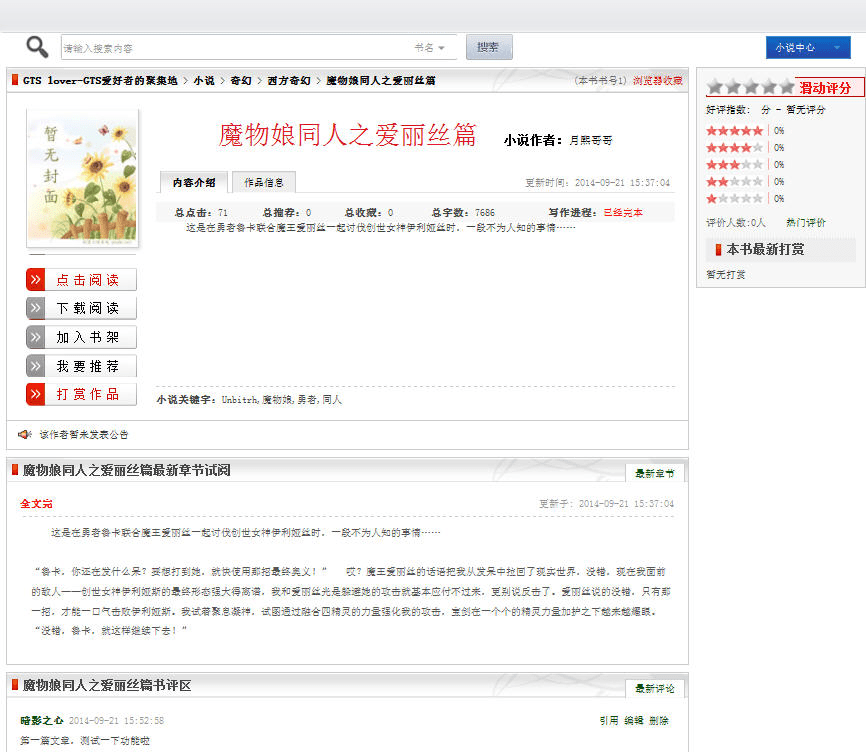 请输入搜索内容
书名
搜索
小说中心
GTS lover-GTS爱好者的聚集地 > 小说 > 奇幻 > 西方奇幻 > 魔物娘同人之爱丽丝篇
(本书书号1) 浏览器收藏
暂无封面
魔物娘同人之爱丽丝篇 小说作者：月照哥哥
内容介绍 作品信息 更新时间：2014-09-21 15:37:04
总点击：71 总推荐：0 总收藏：0 总字数：7686 写作进程：已经完本
这是在勇者鲁卡联合魔王爱丽丝一起讨伐创世女神伊利娅丝时，一段不为人知的事情……
点击阅读
下载阅读
加入书架
我要推荐
打赏作品
小说关键字：Unbitrh,魔物娘,勇者,同人
该作者暂未发表公告
滑动评分
好评指数： 分 - 暂无评分
0%
0%
0%
0%
0%
评价人数:0人 热门评价
本书最新打赏
暂无打赏
魔物娘同人之爱丽丝篇最新章节试阅
最新章节
全文完 更新于：2014-09-21 15:37:04
这是在勇者鲁卡联合魔王爱丽丝一起讨伐创世女神伊利娅丝时，一段不为人知的事情……
“鲁卡，你还在发什么呆？要想打到她，就快使用那招最终奥义！” 哎？魔王爱丽丝的话语把我从发呆中拉回了现实世界，没错，现在我面前
的敌人——创世女神伊利娅斯的最终形态强大得离谱，我和爱丽丝光是躲避她的攻击就基本应付不过来，更别说反击了。爱丽丝说的没错，只有那
一招，才能一口气击败伊利娅斯。我试着聚息凝神，试图通过融合四精灵的力量强化我的攻击，宝剑在一个个的精灵力量加护之下越来越耀眼。
“没错，鲁卡，就这样继续下去！”
魔物娘同人之爱丽丝篇书评区
最新评论
暗影之心 2014-09-21 15:52:58 引用 编辑 删除
第一篇文章，测试一下功能啦